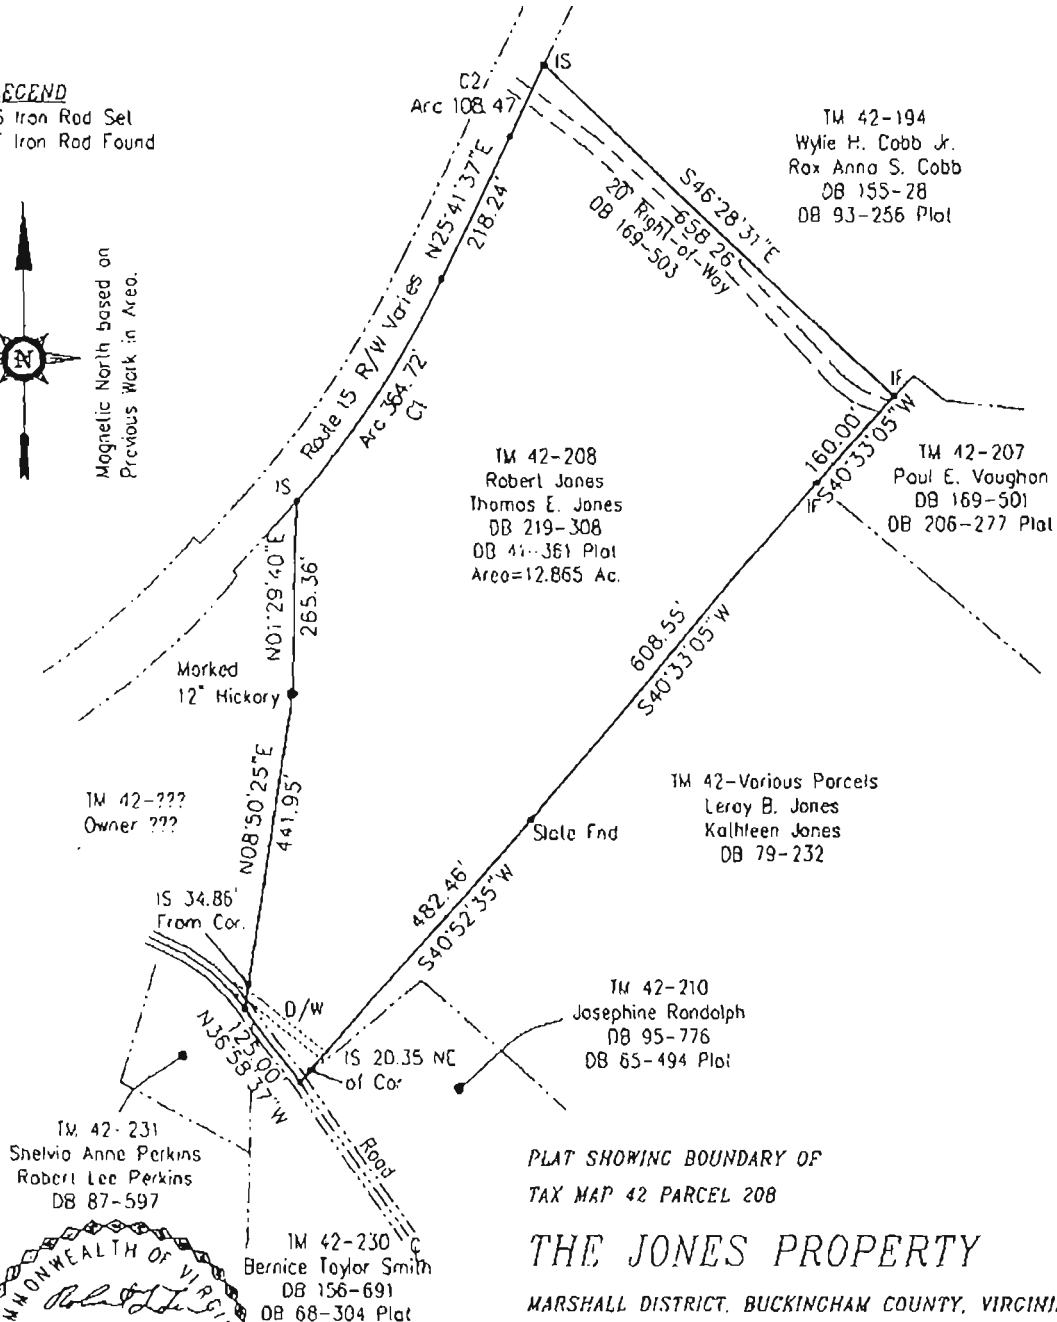 EGEND
Iron Rod Set
Iron Rod Found
Magnetic North based on
Previous Work in Area.
N
C2
Arc 108.47
IS
N25°41'37"E
218.24'
Route 15 R/W Varies
Arc 364.72'
C1
S46°28'31"E
658.26
20' Right-of-Way
DB 169-503
TM 42-194
Wylie H. Cobb Jr.
Rox Anna S. Cobb
DB 155-28
DB 93-256 Plat
IF
160.00'
S40°33'05"W
IF
TM 42-207
Paul E. Vaughan
DB 169-501
DB 206-277 Plat
TM 42-208
Robert Jones
Thomas E. Jones
DB 219-308
DB 41-361 Plat
Area=12.865 Ac.
IS
N01°29'40"E
265.36'
Marked
12" Hickory
608.55'
S40°33'05"W
N08°50'25"E
441.95'
TM 42-???
Owner ???
TM 42-Various Parcels
Leroy B. Jones
Kathleen Jones
DB 79-232
Slate Fnd
482.46'
S40°52'35"W
IS 34.86'
From Cor.
D/W
125.00'
N36°58'37"W
IS 20.35 NE
of Cor
TM 42-210
Josephine Randolph
DB 95-776
DB 65-494 Plat
Road
TM 42-231
Shelvia Anne Perkins
Robert Lee Perkins
DB 87-597
TM 42-230
Bernice Taylor Smith
DB 156-691
DB 68-304 Plat
MMONWEALTH OF VIRGI
PLAT SHOWING BOUNDARY OF
TAX MAP 42 PARCEL 208
THE JONES PROPERTY
MARSHALL DISTRICT, BUCKINGHAM COUNTY, VIRGINI